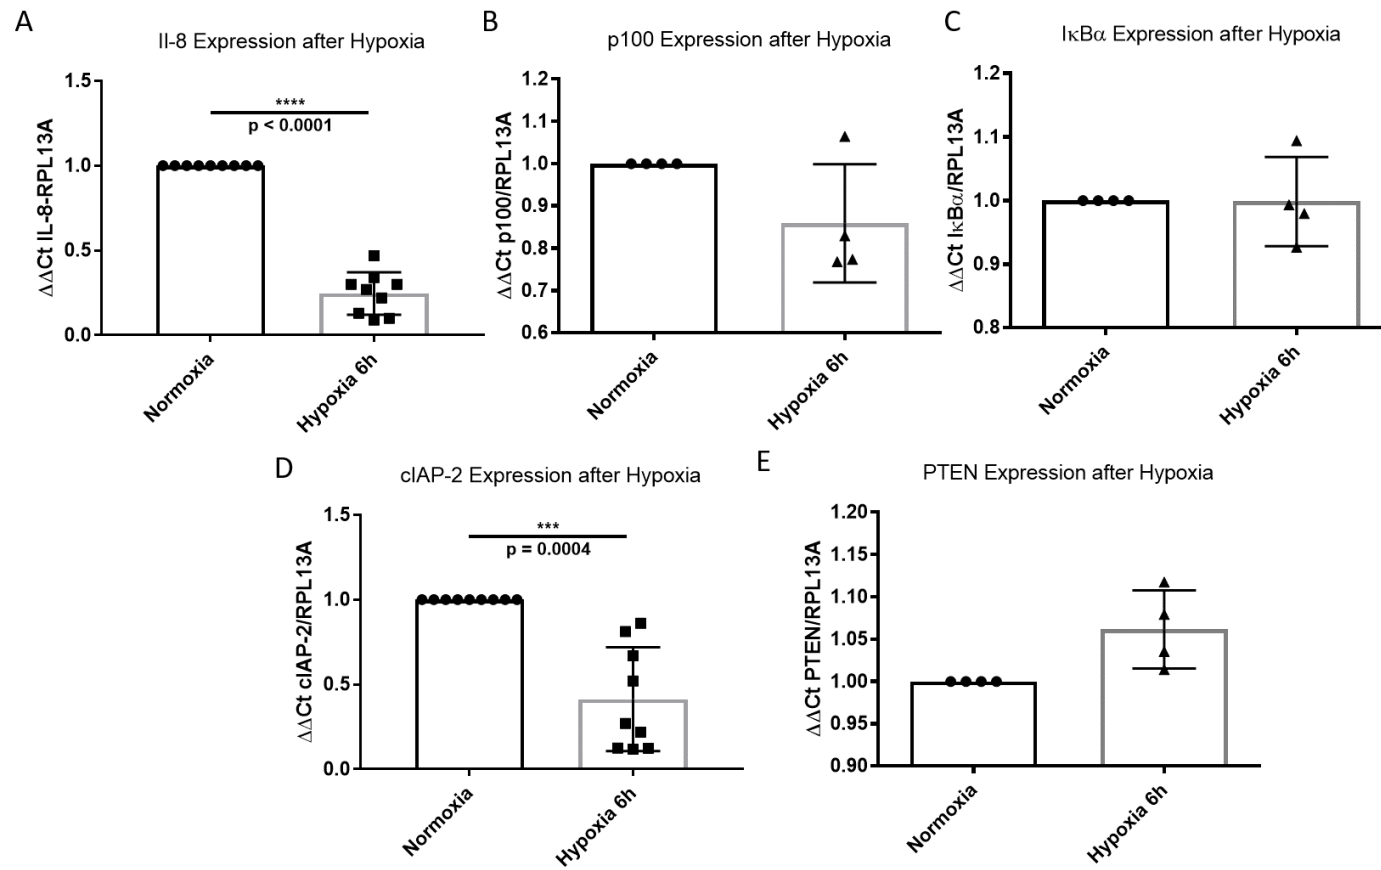 A
Il-8 Expression after Hypoxia
ΔΔCt IL-8-RPL13A
1.5
1.0
0.5
0.0
****
p < 0.0001
Normoxia
Hypoxia 6h
B
p100 Expression after Hypoxia
ΔΔCt p100/RPL13A
1.2
1.1
1.0
0.9
0.8
0.7
0.6
Normoxia
Hypoxia 6h
C
IκBα Expression after Hypoxia
ΔΔCt IκBα/RPL13A
1.2
1.1
1.0
0.9
0.8
Normoxia
Hypoxia 6h
D
cIAP-2 Expression after Hypoxia
ΔΔCt cIAP-2/RPL13A
1.5
1.0
0.5
0.0
***
p = 0.0004
Normoxia
Hypoxia 6h
E
PTEN Expression after Hypoxia
ΔΔCt PTEN/RPL13A
1.20
1.15
1.10
1.05
1.00
0.95
0.90
Normoxia
Hypoxia 6h